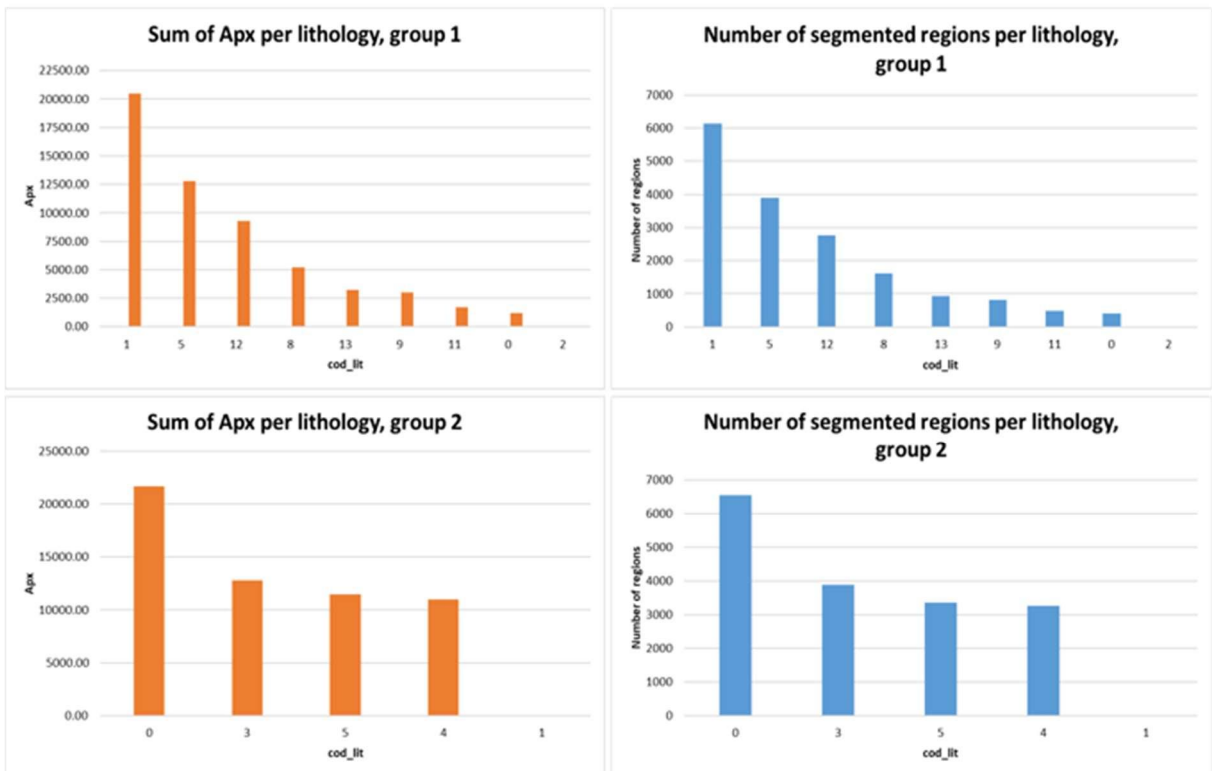 Sum of Apx per lithology, group 1
22500.00
20000.00
17500.00
15000.00
12500.00
10000.00
7500.00
5000.00
2500.00
0.00
Apx
1 5 12 8 13 9 11 0 2
cod_lit
Number of segmented regions per lithology,
group 1
7000
6000
5000
4000
3000
2000
1000
0
Number of regions
1 5 12 8 13 9 11 0 2
cod_lit
Sum of Apx per lithology, group 2
25000.00
20000.00
15000.00
10000.00
5000.00
0.00
Apx
0 3 5 4 1
cod_lit
Number of segmented regions per lithology,
group 2
7000
6000
5000
4000
3000
2000
1000
0
Number of regions
0 3 5 4 1
cod_lit